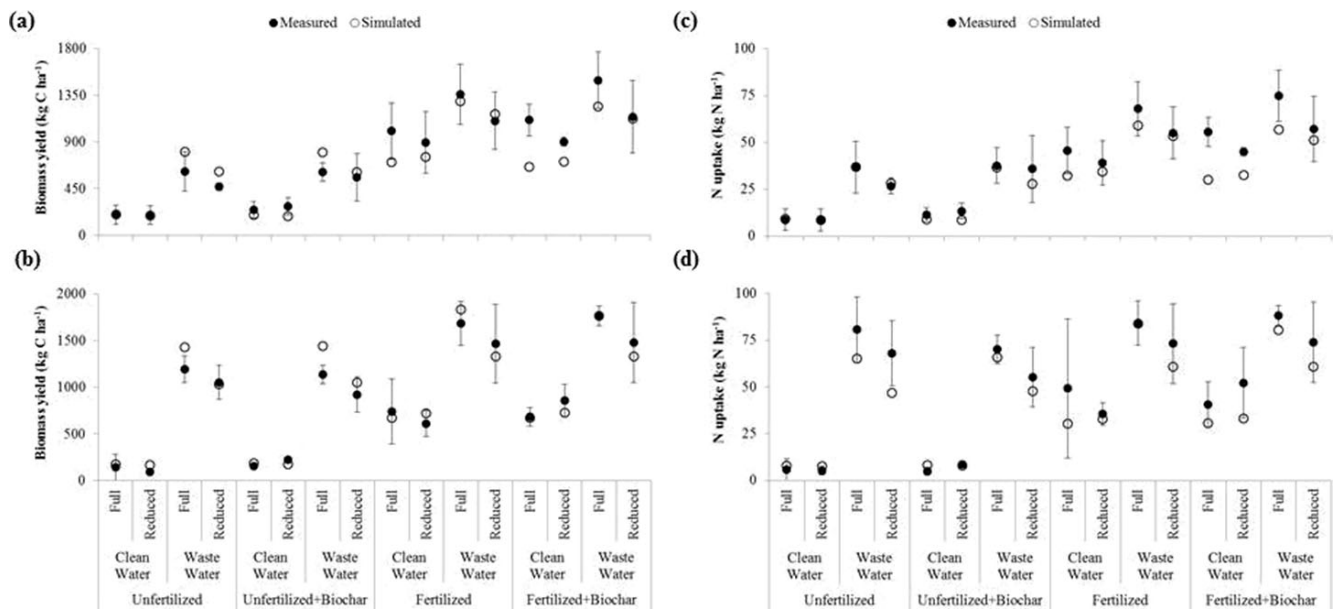 (a)
● Measured ○ Simulated
Biomass yield (kg C ha⁻¹)
1800
1350
900
450
0
(b)
Biomass yield (kg C ha⁻¹)
2000
1500
1000
500
0
Full
Reduced
Full
Reduced
Full
Reduced
Full
Reduced
Full
Reduced
Full
Reduced
Full
Reduced
Full
Reduced
Clean Waste Clean Waste Clean Waste Clean Waste
Water Water Water Water Water Water Water Water
Unfertilized Unfertilized+Biochar Fertilized Fertilized+Biochar
(c)
● Measured ○ Simulated
N uptake (kg N ha⁻¹)
100
75
50
25
0
(d)
N uptake (kg N ha⁻¹)
100
75
50
25
0
Full
Reduced
Full
Reduced
Full
Reduced
Full
Reduced
Full
Reduced
Full
Reduced
Full
Reduced
Full
Reduced
Clean Waste Clean Waste Clean Waste Clean Waste
Water Water Water Water Water Water Water Water
Unfertilized Unfertilized+Biochar Fertilized Fertilized+Biochar